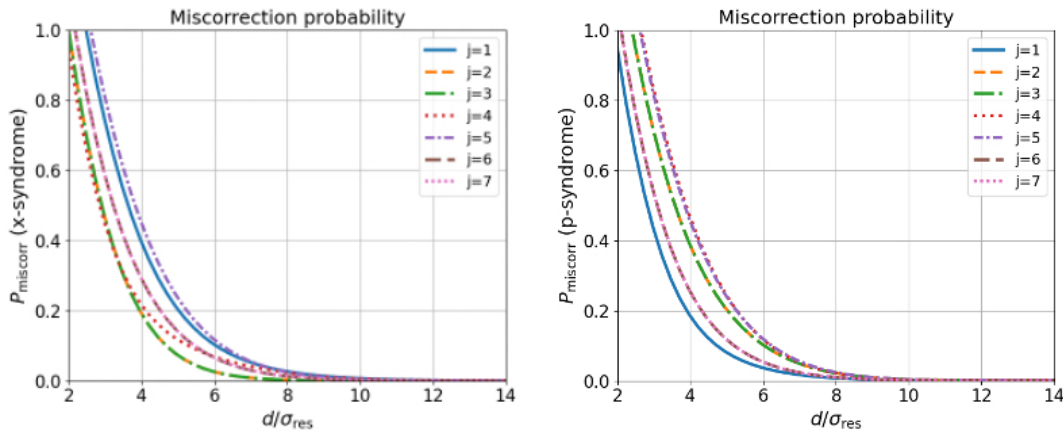 Miscorrection probability
1.0
0.8
0.6
0.4
0.2
0.0
P_miscorr (x-syndrome)
j=1
j=2
j=3
j=4
j=5
j=6
j=7
2 4 6 8 10 12 14
d/σ_res
Miscorrection probability
1.0
0.8
0.6
0.4
0.2
0.0
P_miscorr (p-syndrome)
j=1
j=2
j=3
j=4
j=5
j=6
j=7
2 4 6 8 10 12 14
d/σ_res